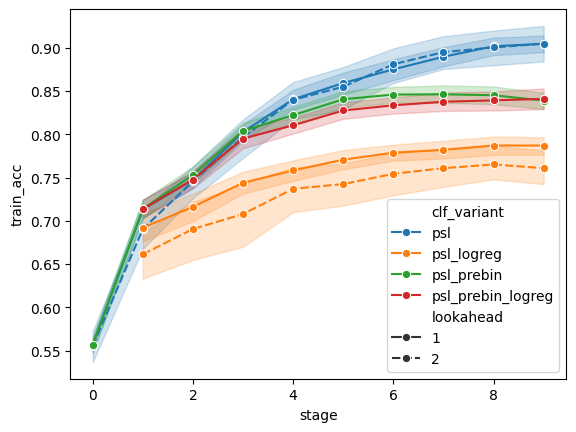 0.90
0.85
0.80
0.75
0.70
0.65
0.60
0.55
train_acc
0 2 4 6 8
stage
clf_variant
psl
psl_logreg
psl_prebin
psl_prebin_logreg
lookahead
1
2